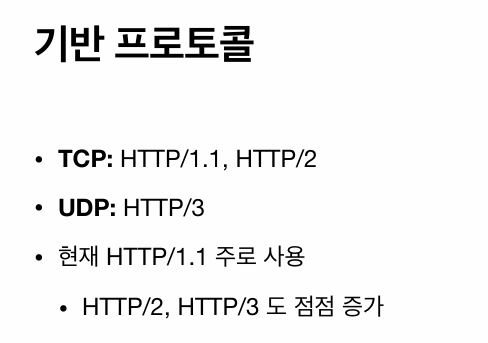 기반 프로토콜
• TCP: HTTP/1.1, HTTP/2
• UDP: HTTP/3
• 현재 HTTP/1.1 주로 사용
• HTTP/2, HTTP/3 도 점점 증가